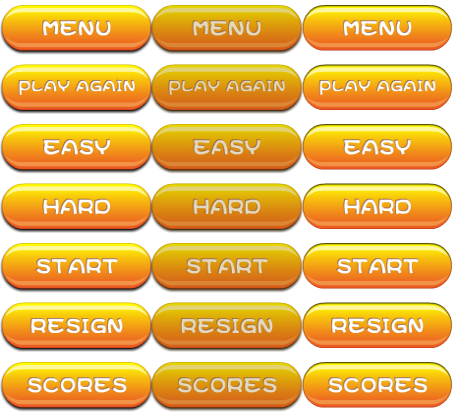 MENU MENU MENU
PLAY AGAIN PLAY AGAIN PLAY AGAIN
EASY EASY EASY
HARD HARD HARD
START START START
RESIGN RESIGN RESIGN
SCORES SCORES SCORES